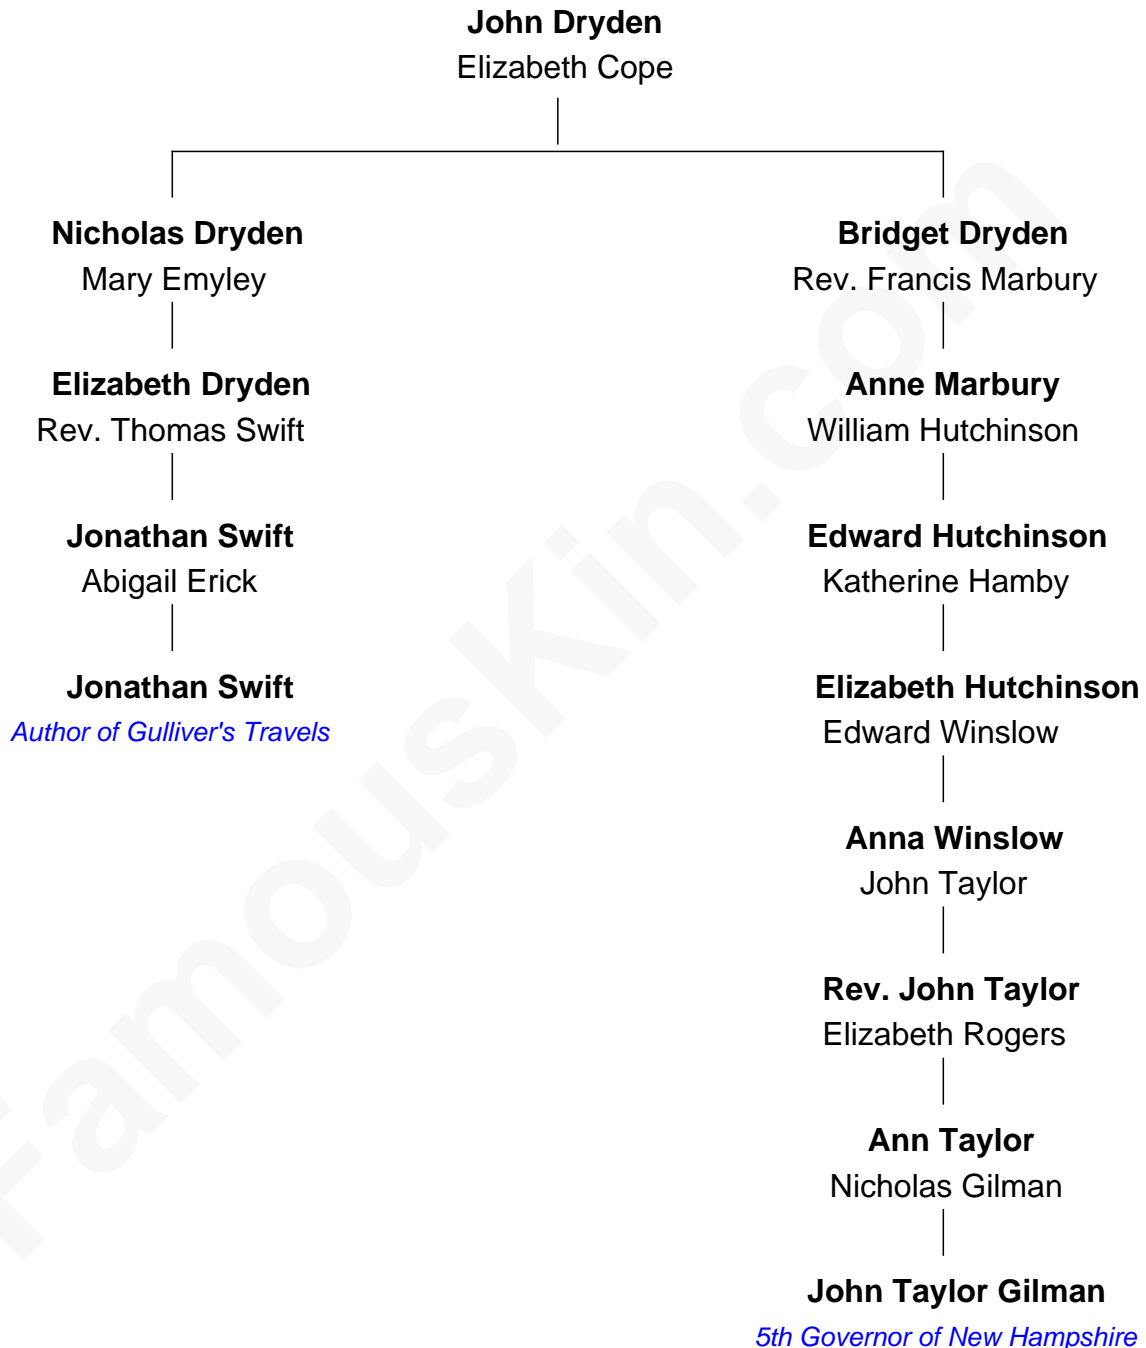 John Dryden
Elizabeth Cope
Nicholas Dryden
Mary Emyley
Elizabeth Dryden
Rev. Thomas Swift
Jonathan Swift
Abigail Erick
Jonathan Swift
Author of Gulliver's Travels
Bridget Dryden
Rev. Francis Marbury
Anne Marbury
William Hutchinson
Edward Hutchinson
Katherine Hamby
Elizabeth Hutchinson
Edward Winslow
Anna Winslow
John Taylor
Rev. John Taylor
Elizabeth Rogers
Ann Taylor
Nicholas Gilman
John Taylor Gilman
5th Governor of New Hampshire
FamousKin.com